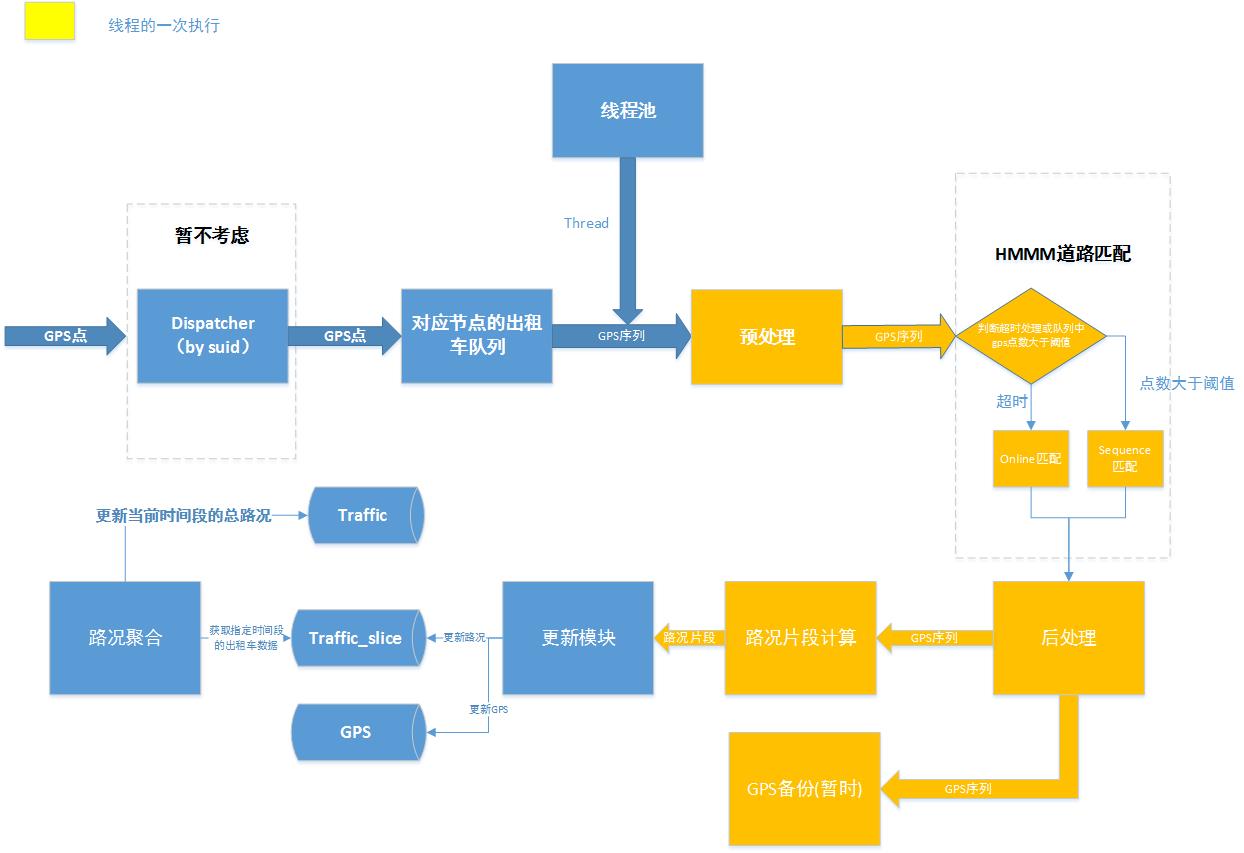 线程的一次执行
线程池
Thread
暂不考虑
HMMM道路匹配
GPS点
Dispatcher
（by suid）
GPS点
对应节点的出租
车队列
GPS序列
预处理
GPS序列
判断超时处理或队列中
gps点数大于阈值
点数大于阈值
超时
Online匹配
Sequence
匹配
更新当前时间段的总路况
Traffic
路况聚合
获取指定时间段
的出租车数据
Traffic_slice
更新路况
更新模块
路况片段
路况片段计算
GPS序列
后处理
更新GPS
GPS
GPS备份(暂时)
GPS序列